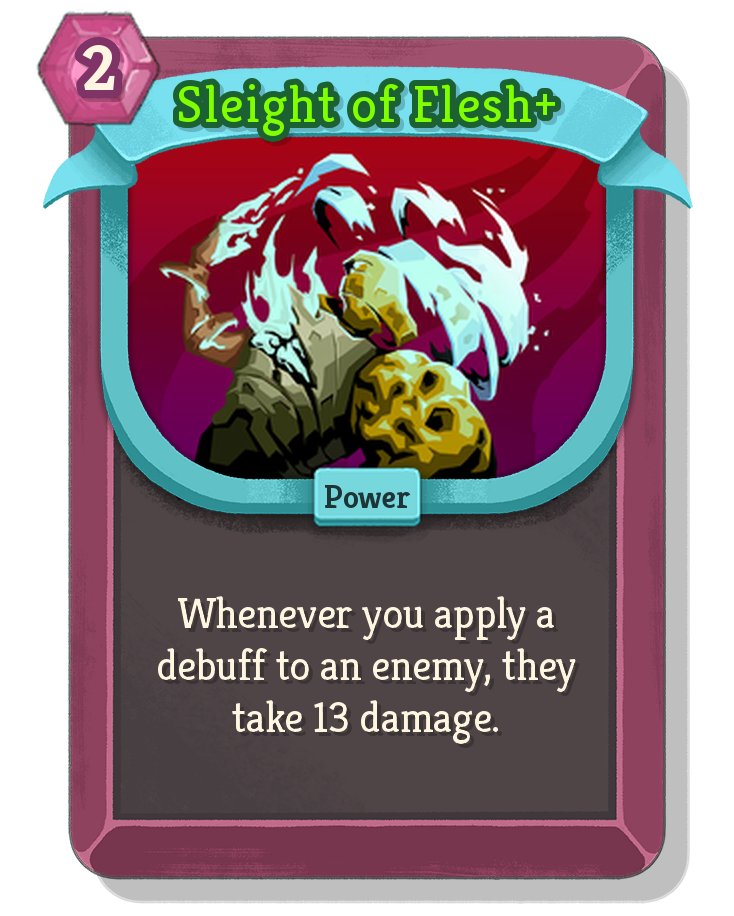 2
Sleight of Flesh+
Power
Whenever you apply a
debuff to an enemy, they
take 13 damage.